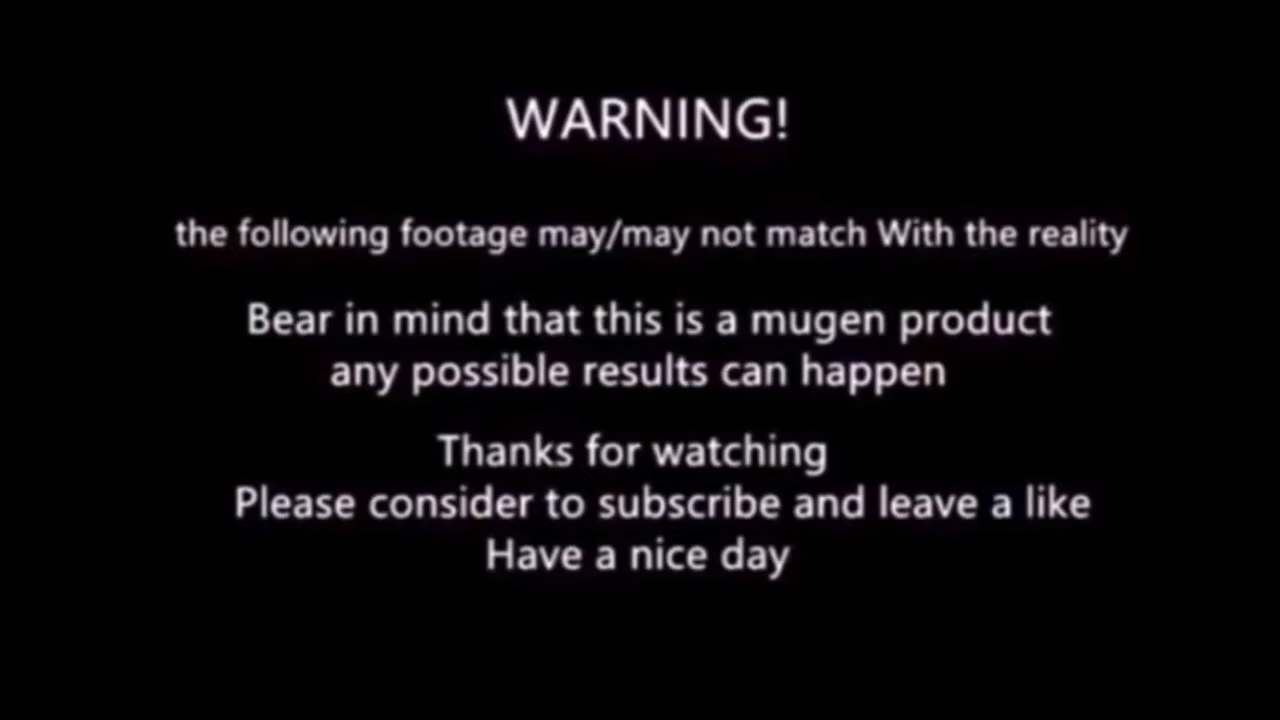 WARNING!
the following footage may/may not match With the reality
Bear in mind that this is a mugen product
any possible results can happen
Thanks for watching
Please consider to subscribe and leave a like
Have a nice day